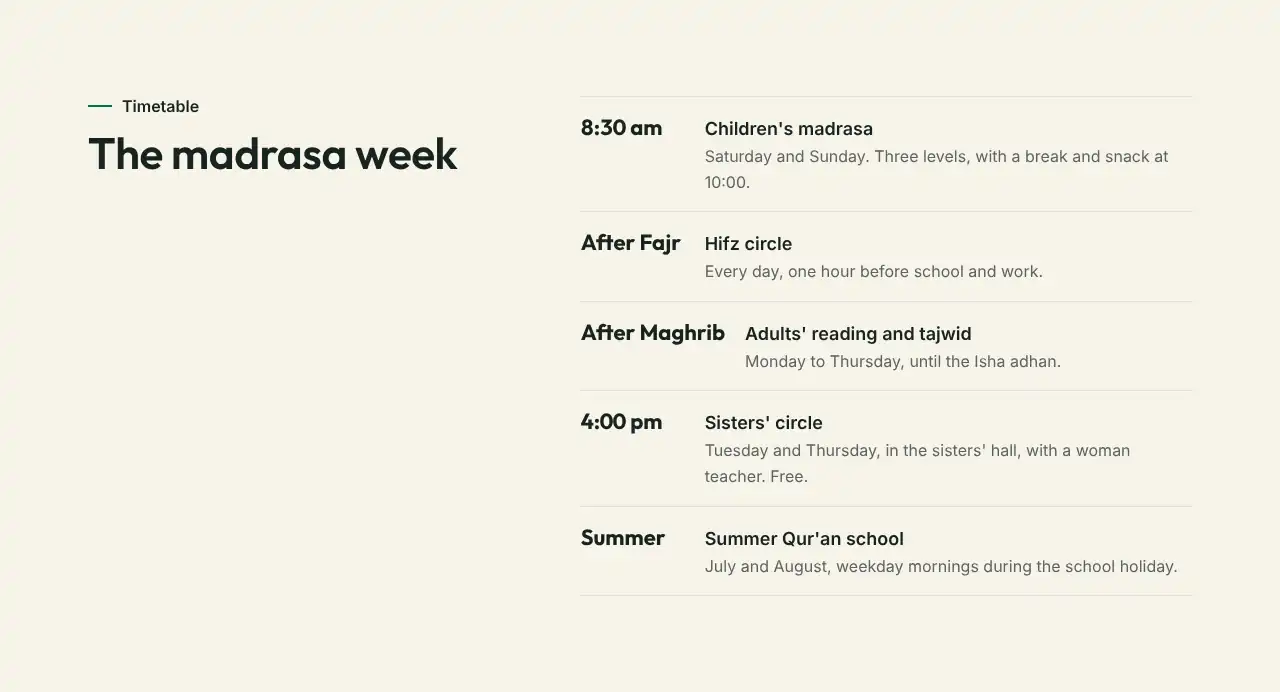 Timetable
The madrasa week
8:30 am
Children's madrasa
Saturday and Sunday. Three levels, with a break and snack at
10:00.
After Fajr
Hifz circle
Every day, one hour before school and work.
After Maghrib
Adults' reading and tajwid
Monday to Thursday, until the Isha adhan.
4:00 pm
Sisters' circle
Tuesday and Thursday, in the sisters' hall, with a woman
teacher. Free.
Summer
Summer Qur'an school
July and August, weekday mornings during the school holiday.